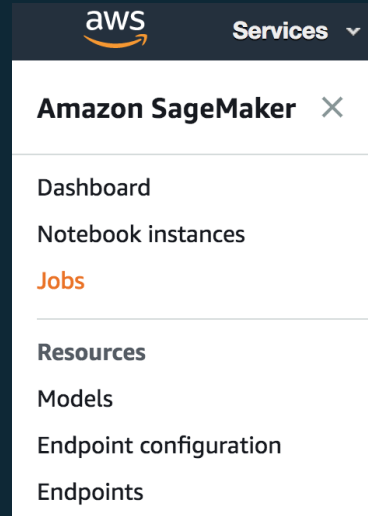 aws Services
Amazon SageMaker
Dashboard
Notebook instances
Jobs
Resources
Models
Endpoint configuration
Endpoints